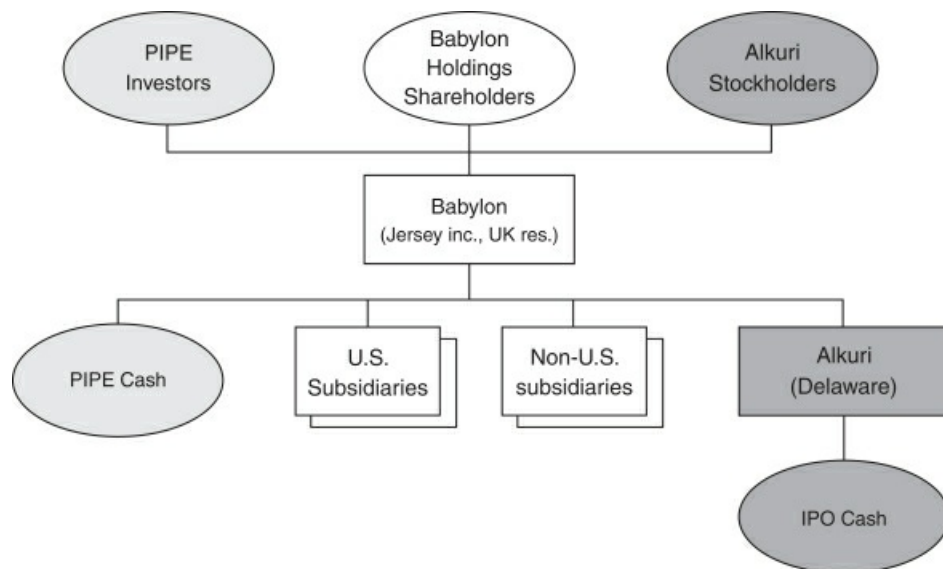 PIPE
Investors
Babylon
Holdings
Shareholders
Alkuri
Stockholders
Babylon
(Jersey inc., UK res.)
PIPE Cash
U.S.
Subsidiaries
Non-U.S.
subsidiaries
Alkuri
(Delaware)
IPO Cash